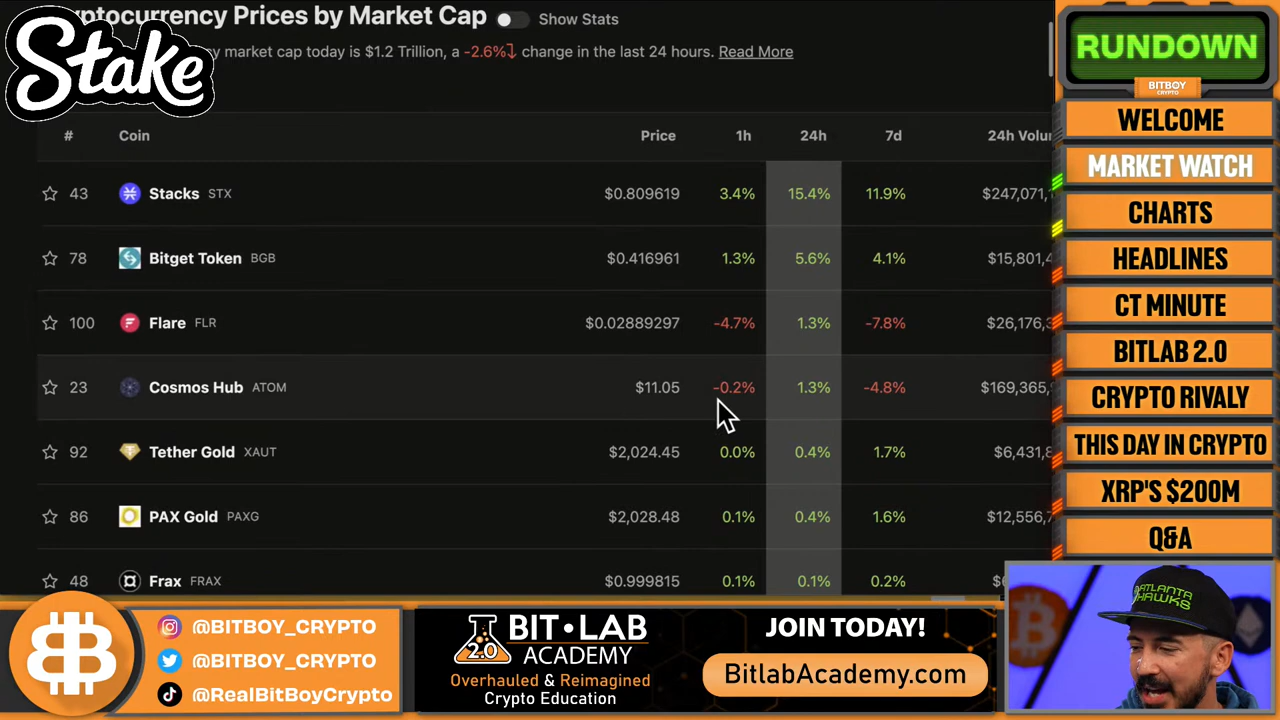 Stake
ptocurrency Prices by Market Cap Show Stats
y market cap today is $1.2 Trillion, a -2.6% change in the last 24 hours. Read More
# Coin Price 1h 24h 7d 24h Volu
43 Stacks STX $0.809619 3.4% 15.4% 11.9% $247,071,
78 Bitget Token BGB $0.416961 1.3% 5.6% 4.1% $15,801,4
100 Flare FLR $0.02889297 -4.7% 1.3% -7.8% $26,176,3
23 Cosmos Hub ATOM $11.05 -0.2% 1.3% -4.8% $169,365,
92 Tether Gold XAUT $2,024.45 0.0% 0.4% 1.7% $6,431,8
86 PAX Gold PAXG $2,028.48 0.1% 0.4% 1.6% $12,556,7
48 Frax FRAX $0.999815 0.1% 0.1% 0.2%
RUNDOWN
BITBOY
CRYPTO
WELCOME
MARKET WATCH
CHARTS
HEADLINES
CT MINUTE
BITLAB 2.0
CRYPTO RIVALY
THIS DAY IN CRYPTO
XRP'S $200M
Q&A
ATLANTA
HAWKS
@BITBOY_CRYPTO
@BITBOY_CRYPTO
@RealBitBoyCrypto
2.0
BIT•LAB
ACADEMY
Overhauled & Reimagined
Crypto Education
JOIN TODAY!
BitlabAcademy.com